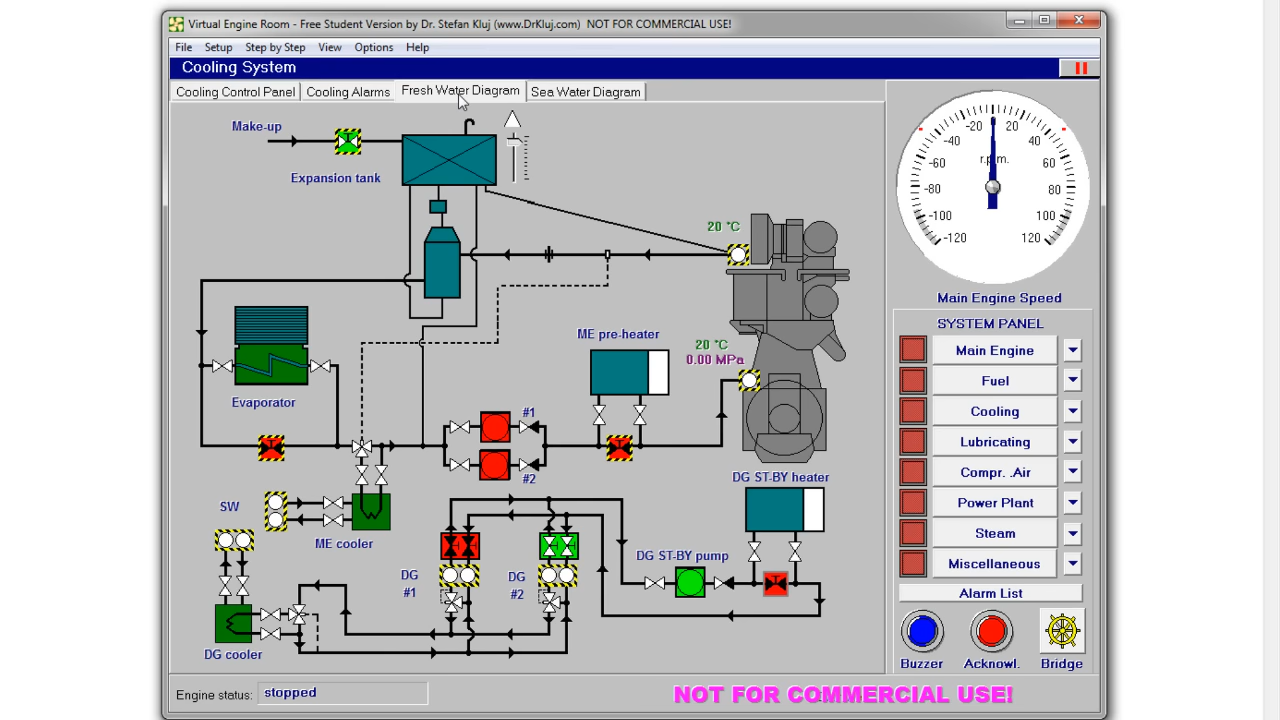 Virtual Engine Room - Free Student Version by Dr. Stefan Kluj (www.DrKluj.com) NOT FOR COMMERCIAL USE!
File Setup Step by Step View Options Help
Cooling System
Cooling Control Panel Cooling Alarms Fresh Water Diagram Sea Water Diagram
Make-up
Expansion tank
20 °C
ME pre-heater
20 °C
0.00 MPa
Evaporator
#1
#2
DG ST-BY heater
SW
ME cooler
DG ST-BY pump
DG
#1
DG
#2
DG cooler
-20 20
-40 40
r.p.m.
-60 60
-80 80
-100 100
-120 120
Main Engine Speed
SYSTEM PANEL
Main Engine
Fuel
Cooling
Lubricating
Compr. .Air
Power Plant
Steam
Miscellaneous
Alarm List
Buzzer Acknowl. Bridge
Engine status: stopped
NOT FOR COMMERCIAL USE!